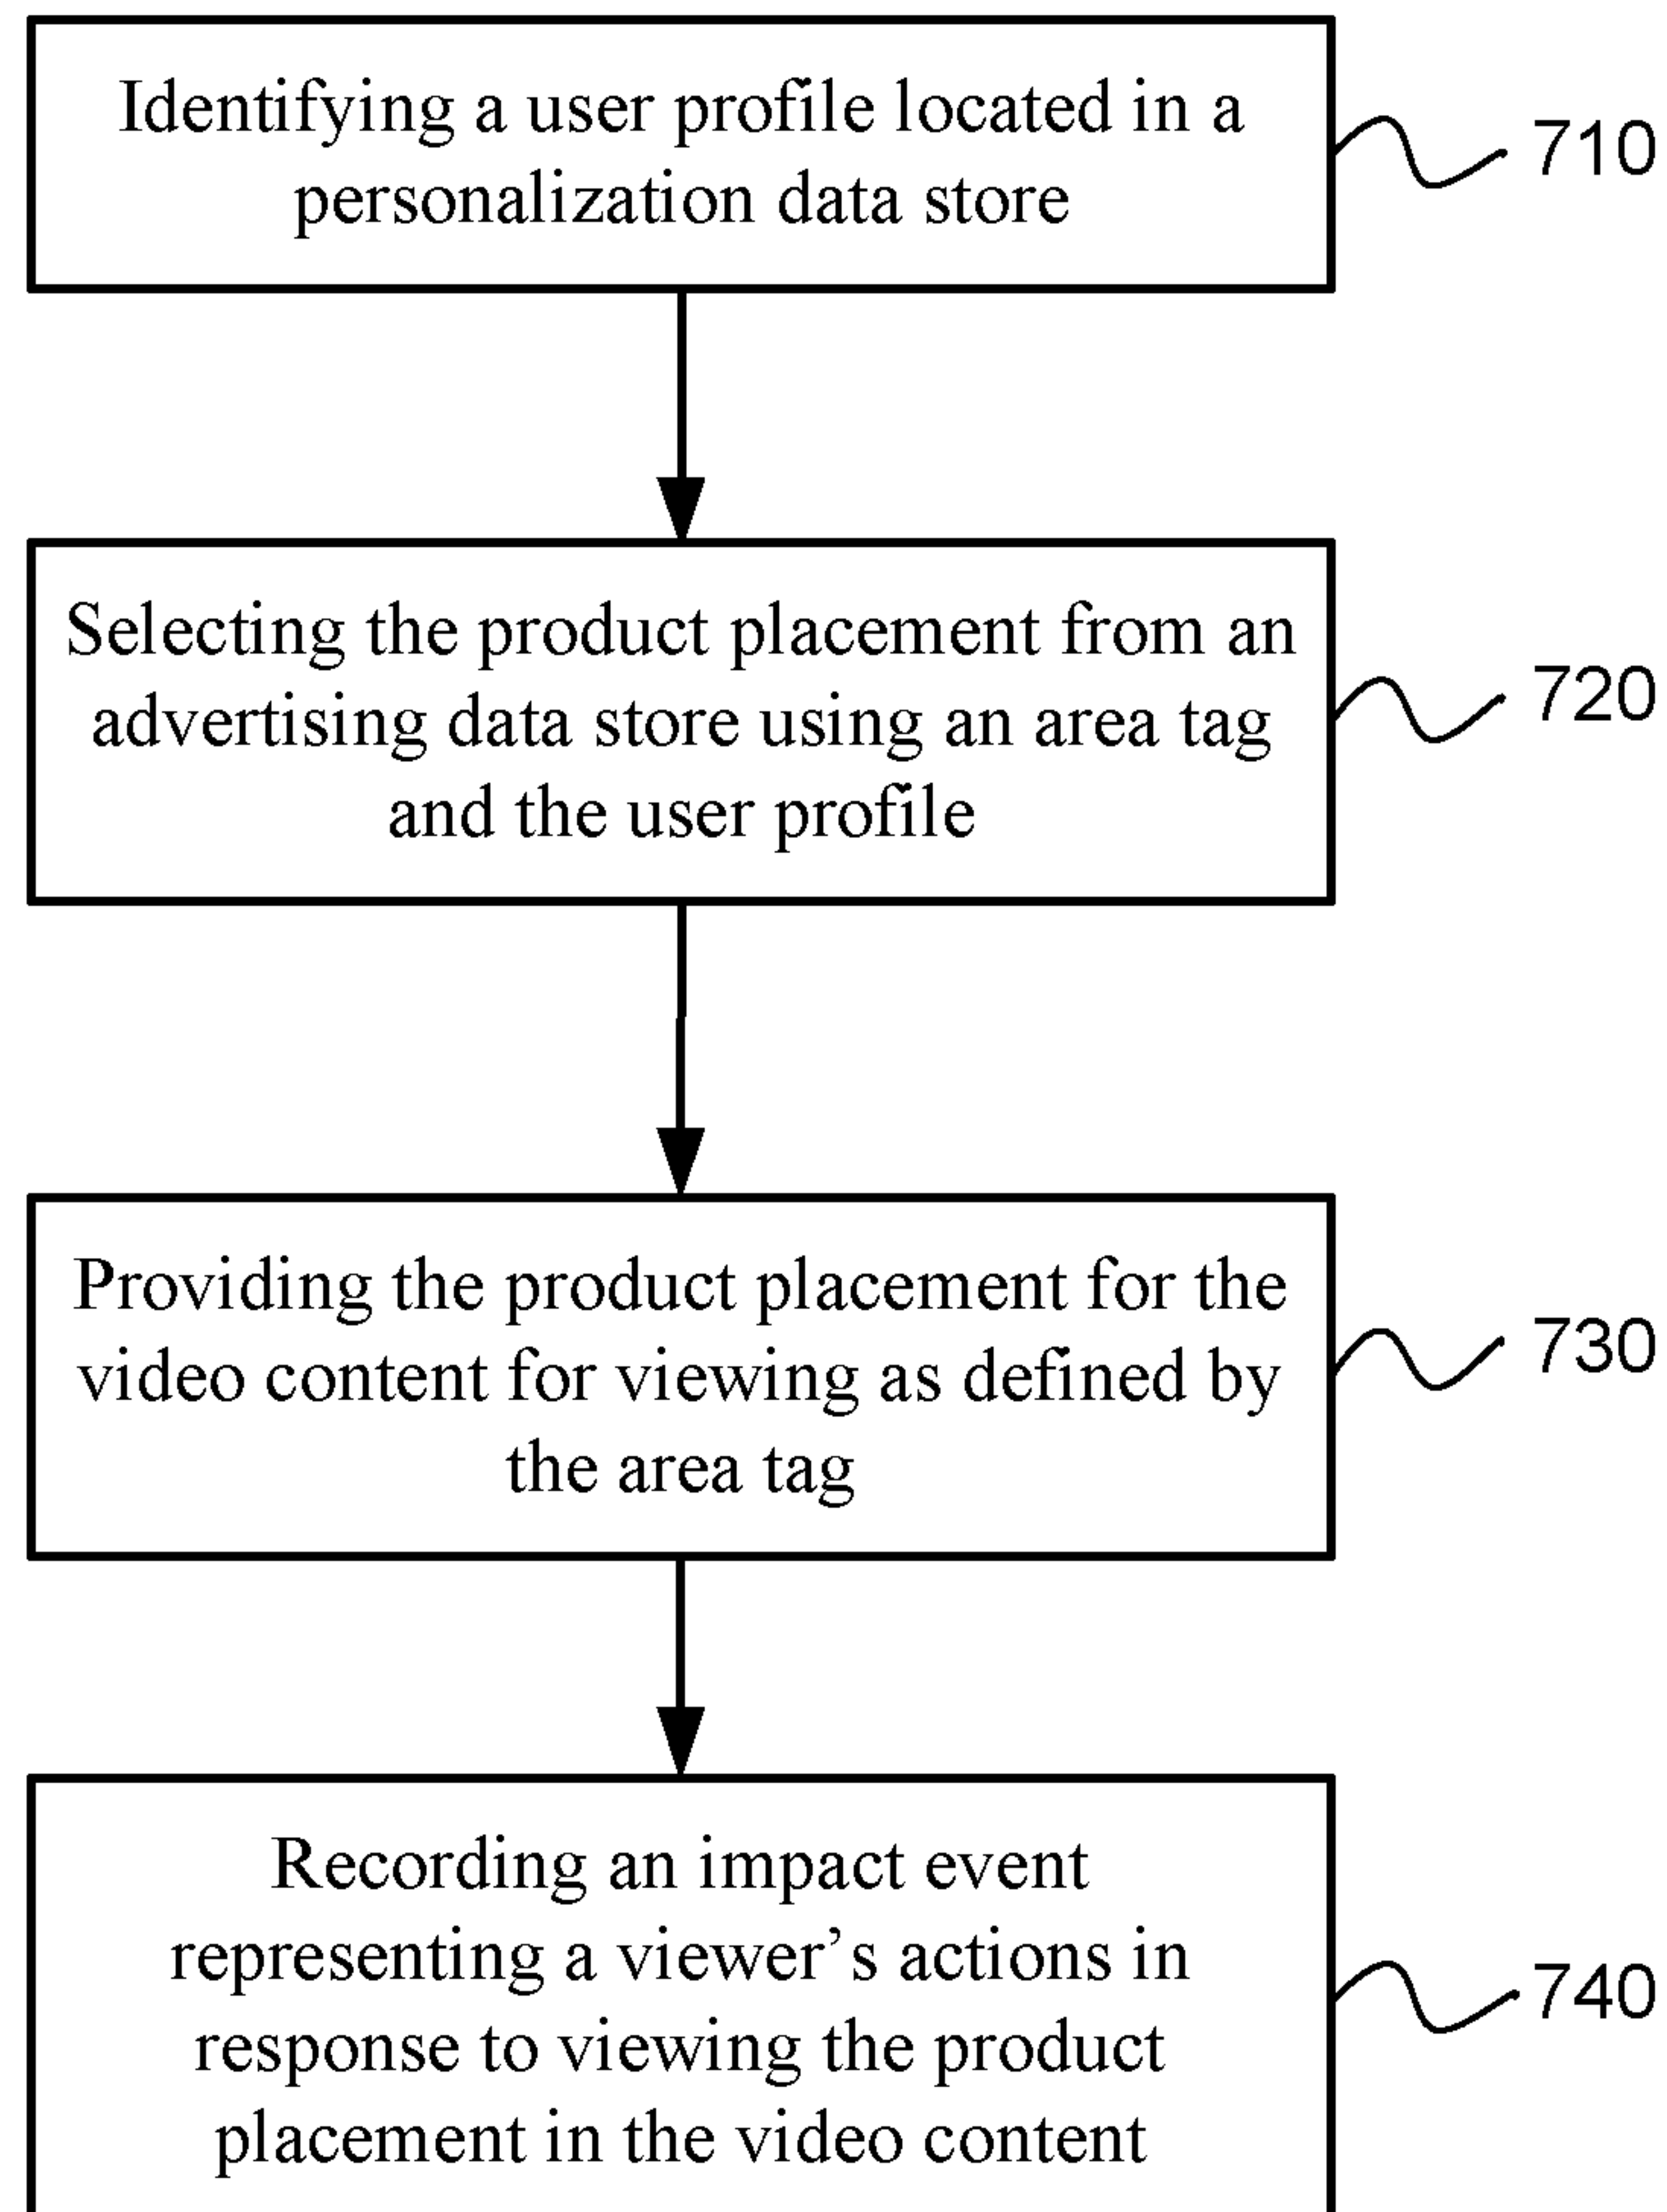 Identifying a user profile located in a
personalization data store
710
Selecting the product placement from an
advertising data store using an area tag
and the user profile
720
Providing the product placement for the
video content for viewing as defined by
the area tag
730
Recording an impact event
representing a viewer’s actions in
response to viewing the product
placement in the video content
740